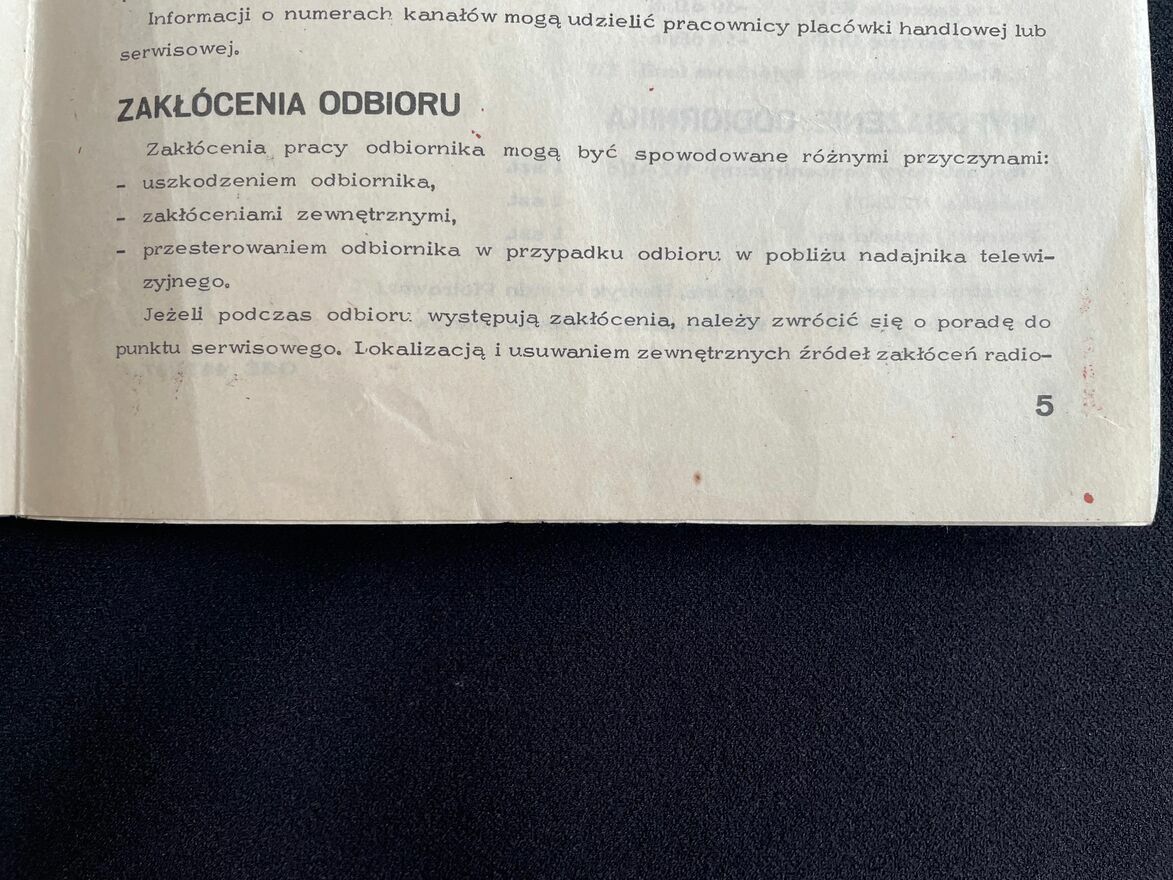 Informacji o numerach kanałów mogą udzielić pracownicy placówki handlowej lub
serwisowej.
ZAKŁÓCENIA ODBIORU
Zakłócenia pracy odbiornika mogą być spowodowane różnymi przyczynami:
- uszkodzeniem odbiornika,
- zakłóceniami zewnętrznymi,
- przesterowaniem odbiornika w przypadku odbioru w pobliżu nadajnika telewi-
zyjnego.
Jeżeli podczas odbioru występują zakłócenia, należy zwrócić się o poradę do
punktu serwisowego. Lokalizacją i usuwaniem zewnętrznych źródeł zakłóceń radio-
5